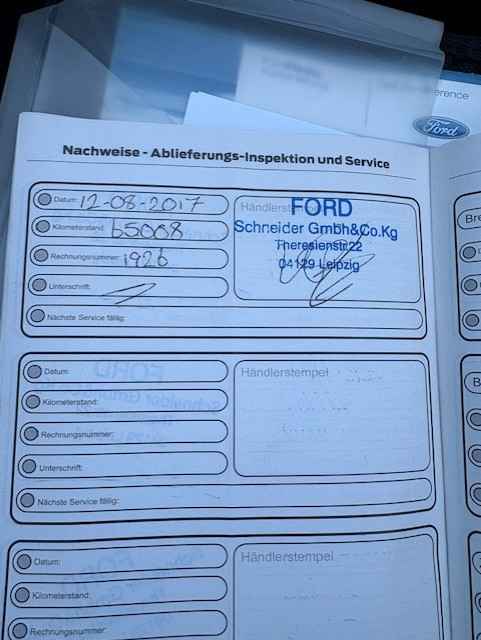 erence
Ford
Nachweise - Ablieferungs-Inspektion und Service
Datum: 12-08-2017
Kilometerstand: 65068
Rechnungsnummer: 1926
Unterschrift:
Nächste Service fällig:
Händlerstempel
FORD
Schneider Gmbh&Co.Kg
Theresienstr.22
04129 Leipzig
Datum:
Kilometerstand:
Rechnungsnummer:
Unterschrift:
Nächste Service fällig:
Händlerstempel
Datum:
Kilometerstand:
Rechnungsnummer:
Händlerstempel